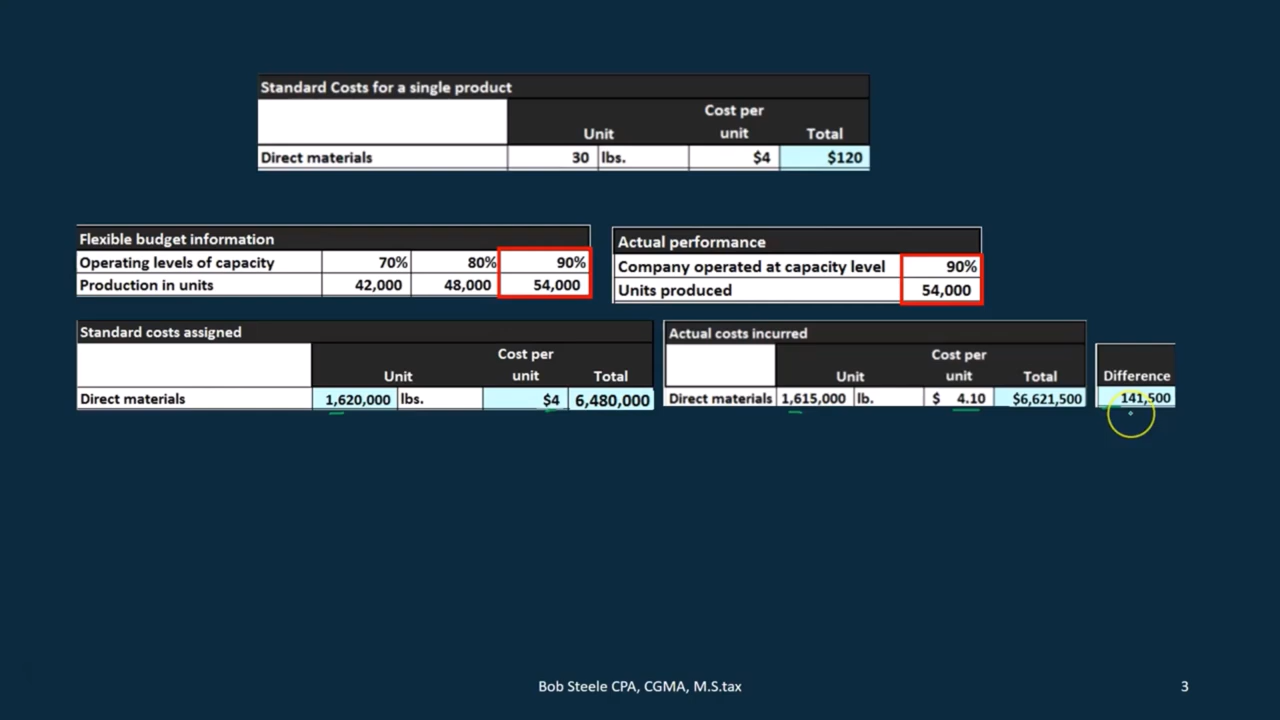 Standard Costs for a single product
Cost per
Unit unit Total
Direct materials 30 lbs. $4 $120
Flexible budget information
Operating levels of capacity 70% 80% 90%
Production in units 42,000 48,000 54,000
Actual performance
Company operated at capacity level 90%
Units produced 54,000
Standard costs assigned
Cost per
Unit unit Total
Direct materials 1,620,000 lbs. $4 6,480,000
Actual costs incurred
Cost per
Unit unit Total
Direct materials 1,615,000 lb. $ 4.10 $6,621,500
Difference
141,500
Bob Steele CPA, CGMA, M.S.tax
3